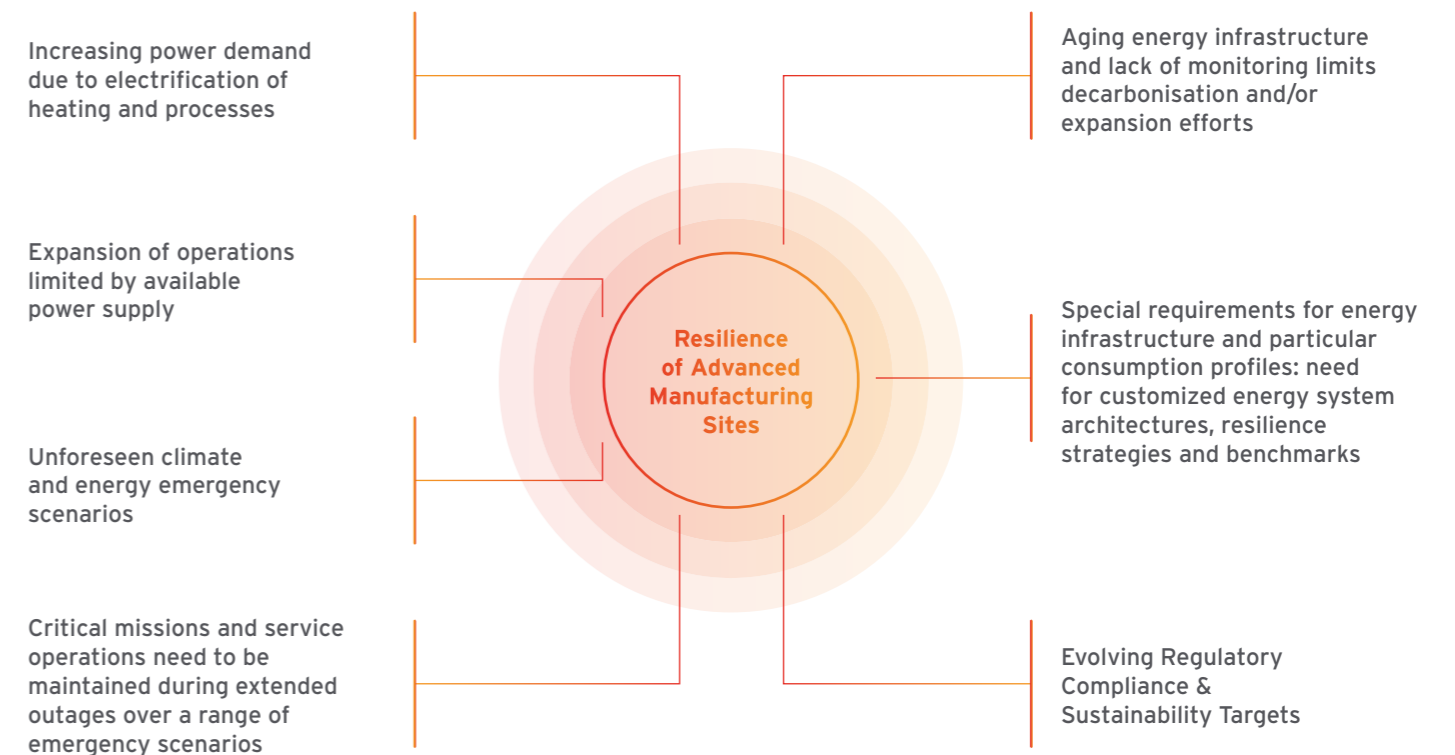 Increasing power demand
due to electrification of
heating and processes
Expansion of operations
limited by available
power supply
Unforeseen climate
and energy emergency
scenarios
Critical missions and service
operations need to be
maintained during extended
outages over a range of
emergency scenarios
Resilience
of Advanced
Manufacturing
Sites
Aging energy infrastructure
and lack of monitoring limits
decarbonisation and/or
expansion efforts
Special requirements for energy
infrastructure and particular
consumption profiles: need
for customized energy system
architectures, resilience
strategies and benchmarks
Evolving Regulatory
Compliance &
Sustainability Targets